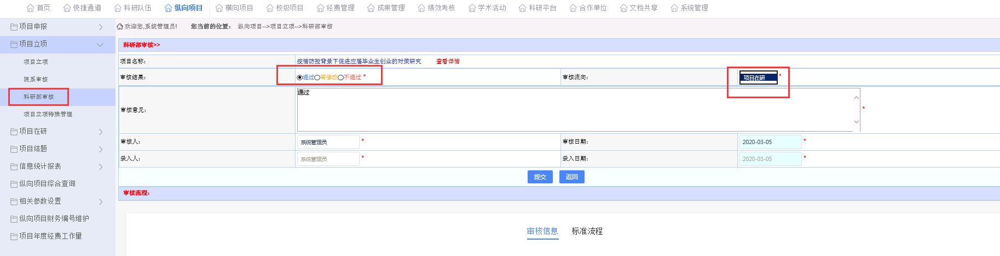 首页 快捷通道 科研队伍 纵向项目 横向项目 校级项目 经费管理 成果管理 绩效考核 学术活动 科研平台 合作单位 文档共享 系统管理
项目申报
项目立项
项目立项
院系审核
科研部审核
项目立项特殊管理
项目在研
项目结题
信息统计报表
纵向项目综合查询
相关参数设置
纵向项目财务编号维护
项目年度经费工作量
欢迎您,系统管理员! 您当前的位置： 纵向项目-->项目立项-->科研部审核
科研部审核>>
项目名称: 疫情防控背景下促进应届毕业生创业的对策研究 查看详情
审核结果: 通过 需修改 不通过 * 审核流向: 项目在研 *
审核意见: 通过 *
审核人: 系统管理员 * 审核日期: 2020-03-05 *
录入人: 系统管理员 * 录入日期: 2020-03-05 *
提交 返回
审核流程:
审核信息 标准流程